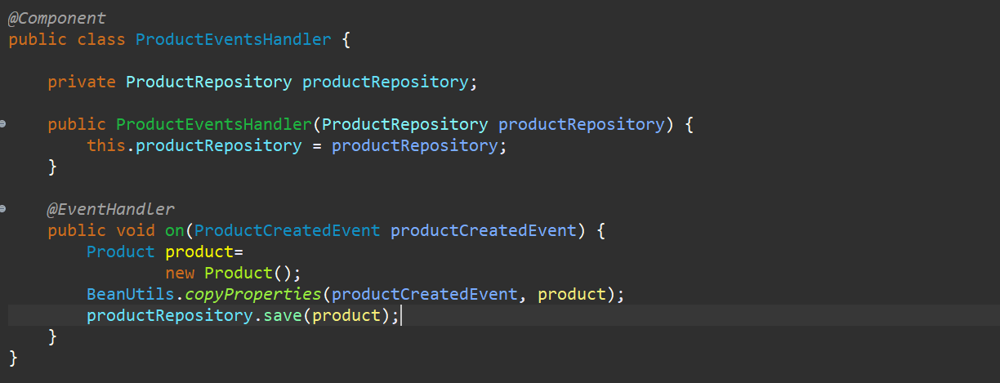 @Component
public class ProductEventsHandler {
private ProductRepository productRepository;
public ProductEventsHandler(ProductRepository productRepository) {
this.productRepository = productRepository;
}
@EventHandler
public void on(ProductCreatedEvent productCreatedEvent) {
Product product=
new Product();
BeanUtils.copyProperties(productCreatedEvent, product);
productRepository.save(product);
}
}